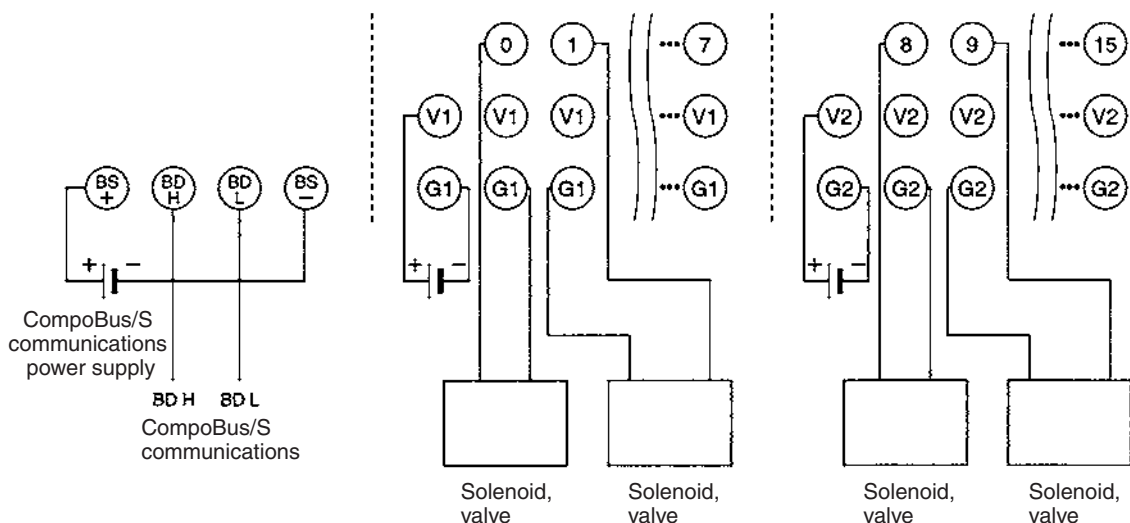 0 1 ••• 7 8 9 ••• 15
V1 V1 V1 ••• V1 V2 V2 V2 ••• V2
BS + BD H BD L BS − G1 G1 G1 ••• G1 G2 G2 G2 ••• G2
+ − + − + −
CompoBus/S
communications
power supply
BD H BD L
CompoBus/S
communications
Solenoid,
valve
Solenoid,
valve
Solenoid,
valve
Solenoid,
valve